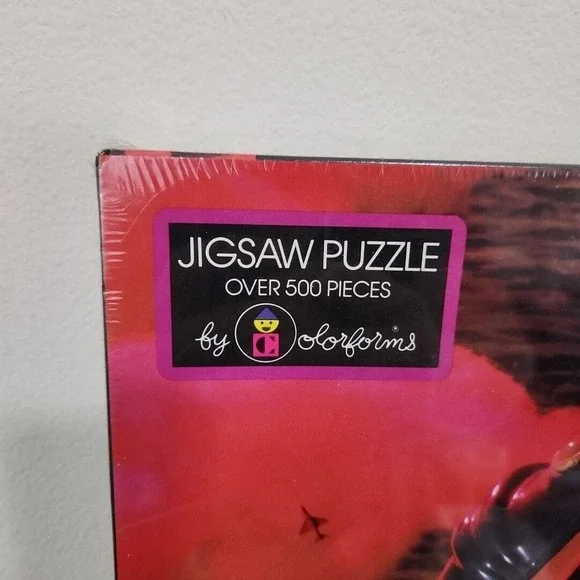 JIGSAW PUZZLE
OVER 500 PIECES
by Colorforms®